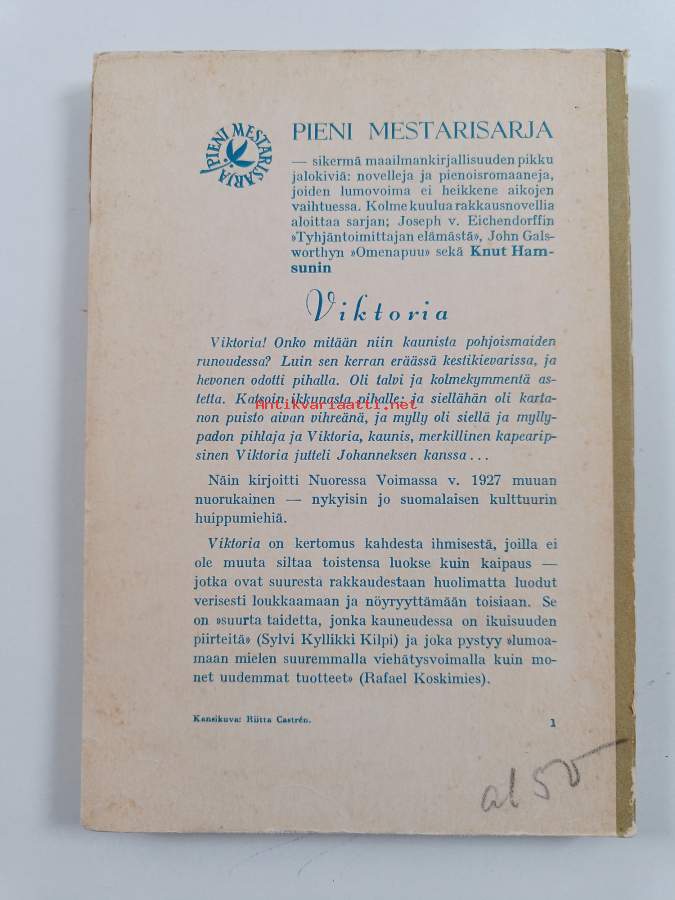 PIENI MESTARISARJA
PIENI MESTARISARJA
— sikermä maailmankirjallisuuden pikku
jalokiviä: novelleja ja pienoisromaaneja,
joiden lumovoima ei heikkene aikojen
vaihtuessa. Kolme kuulua rakkausnovellia
aloittaa sarjan; Joseph v. Eichendorffin
»Tyhjäntoimittajan elämästä», John Gals-
worthyn »Omenapuu» sekä Knut Ham-
sunin
Viktoria
Viktoria! Onko mitään niin kaunista pohjoismaiden
runoudessa? Luin sen kerran eräässä kestikievarissa, ja
hevonen odotti pihalla. Oli talvi ja kolmekymmentä as-
tetta. Katsoin ikkunasta pihalle: ja siellähän oli karta-
Antikvariaatti.net
non puisto aivan vihreänä, ja mylly oli siellä ja mylly-
padon pihlaja ja Viktoria, kaunis, merkillinen kapearip-
sinen Viktoria jutteli Johanneksen kanssa...
Näin kirjoitti Nuoressa Voimassa v. 1927 muuan
nuorukainen — nykyisin jo suomalaisen kulttuurin
huippumiehiä.
Viktoria on kertomus kahdesta ihmisestä, joilla ei
ole muuta siltaa toistensa luokse kuin kaipaus —
jotka ovat suuresta rakkaudestaan huolimatta luodut
verisesti loukkaamaan ja nöyryyttämään toisiaan. Se
on »suurta taidetta, jonka kauneudessa on ikuisuuden
piirteitä» (Sylvi Kyllikki Kilpi) ja joka pystyy »lumoa-
maan mielen suuremmalla viehätysvoimalla kuin mo-
net uudemmat tuotteet» (Rafael Koskimies).
Kansikuva: Riitta Castrén.
1
al 50